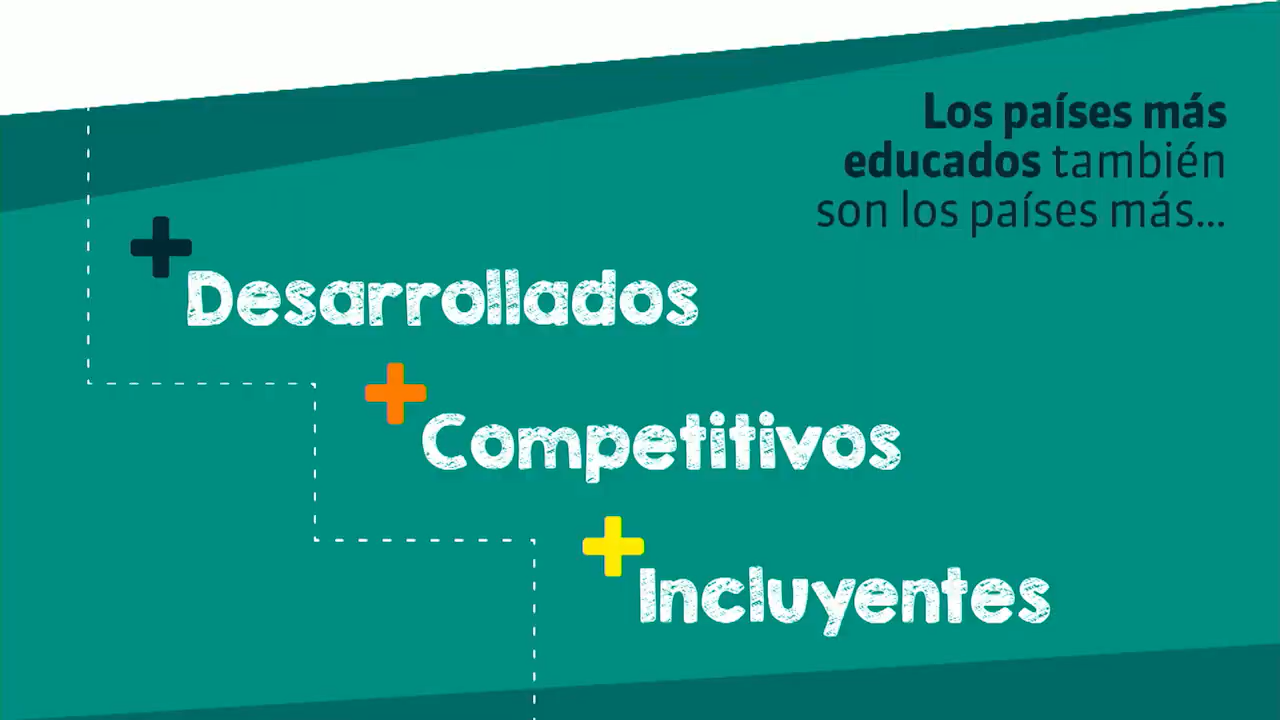 Los países más
educados también
son los países más...
Desarrollados
Competitivos
Incluyentes